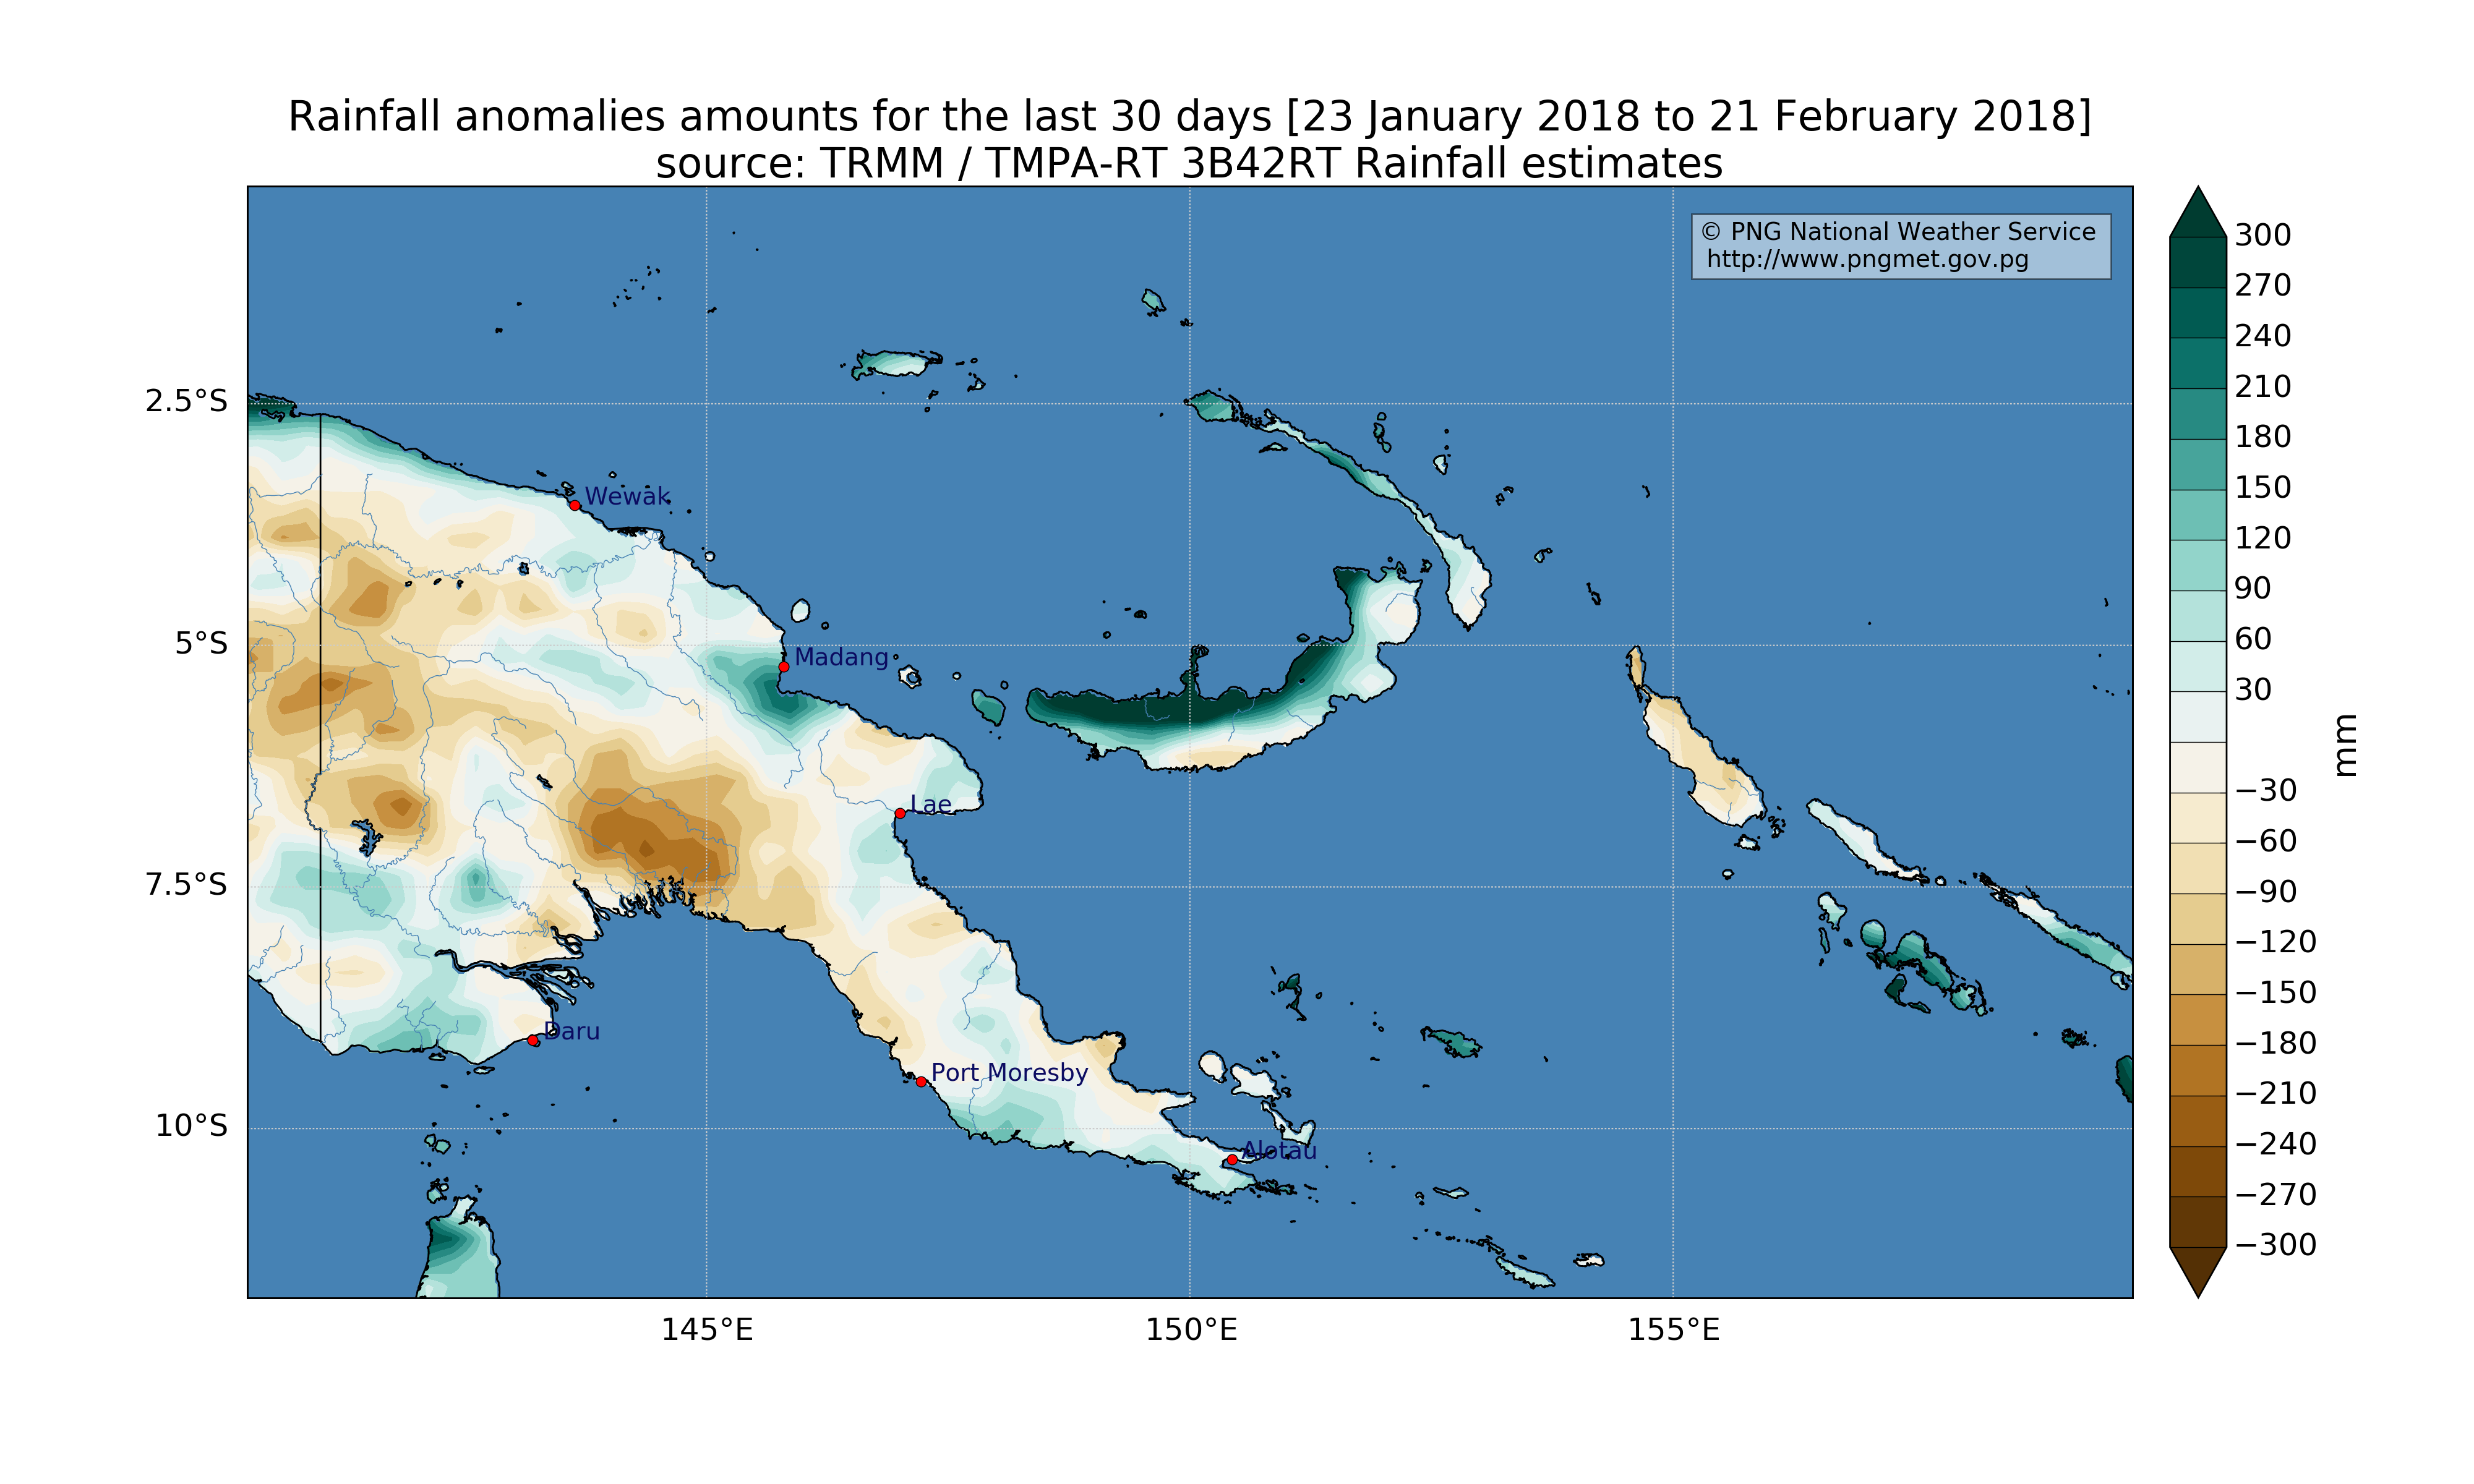 Rainfall anomalies amounts for the last 30 days [23 January 2018 to 21 February 2018]
source: TRMM / TMPA-RT 3B42RT Rainfall estimates
© PNG National Weather Service
http://www.pngmet.gov.pg
2.5°S
5°S
7.5°S
10°S
Wewak
Madang
Lae
Daru
Port Moresby
Alotau
145°E
150°E
155°E
300
270
240
210
180
150
120
90
60
30
−30
−60
−90
−120
−150
−180
−210
−240
−270
−300
mm